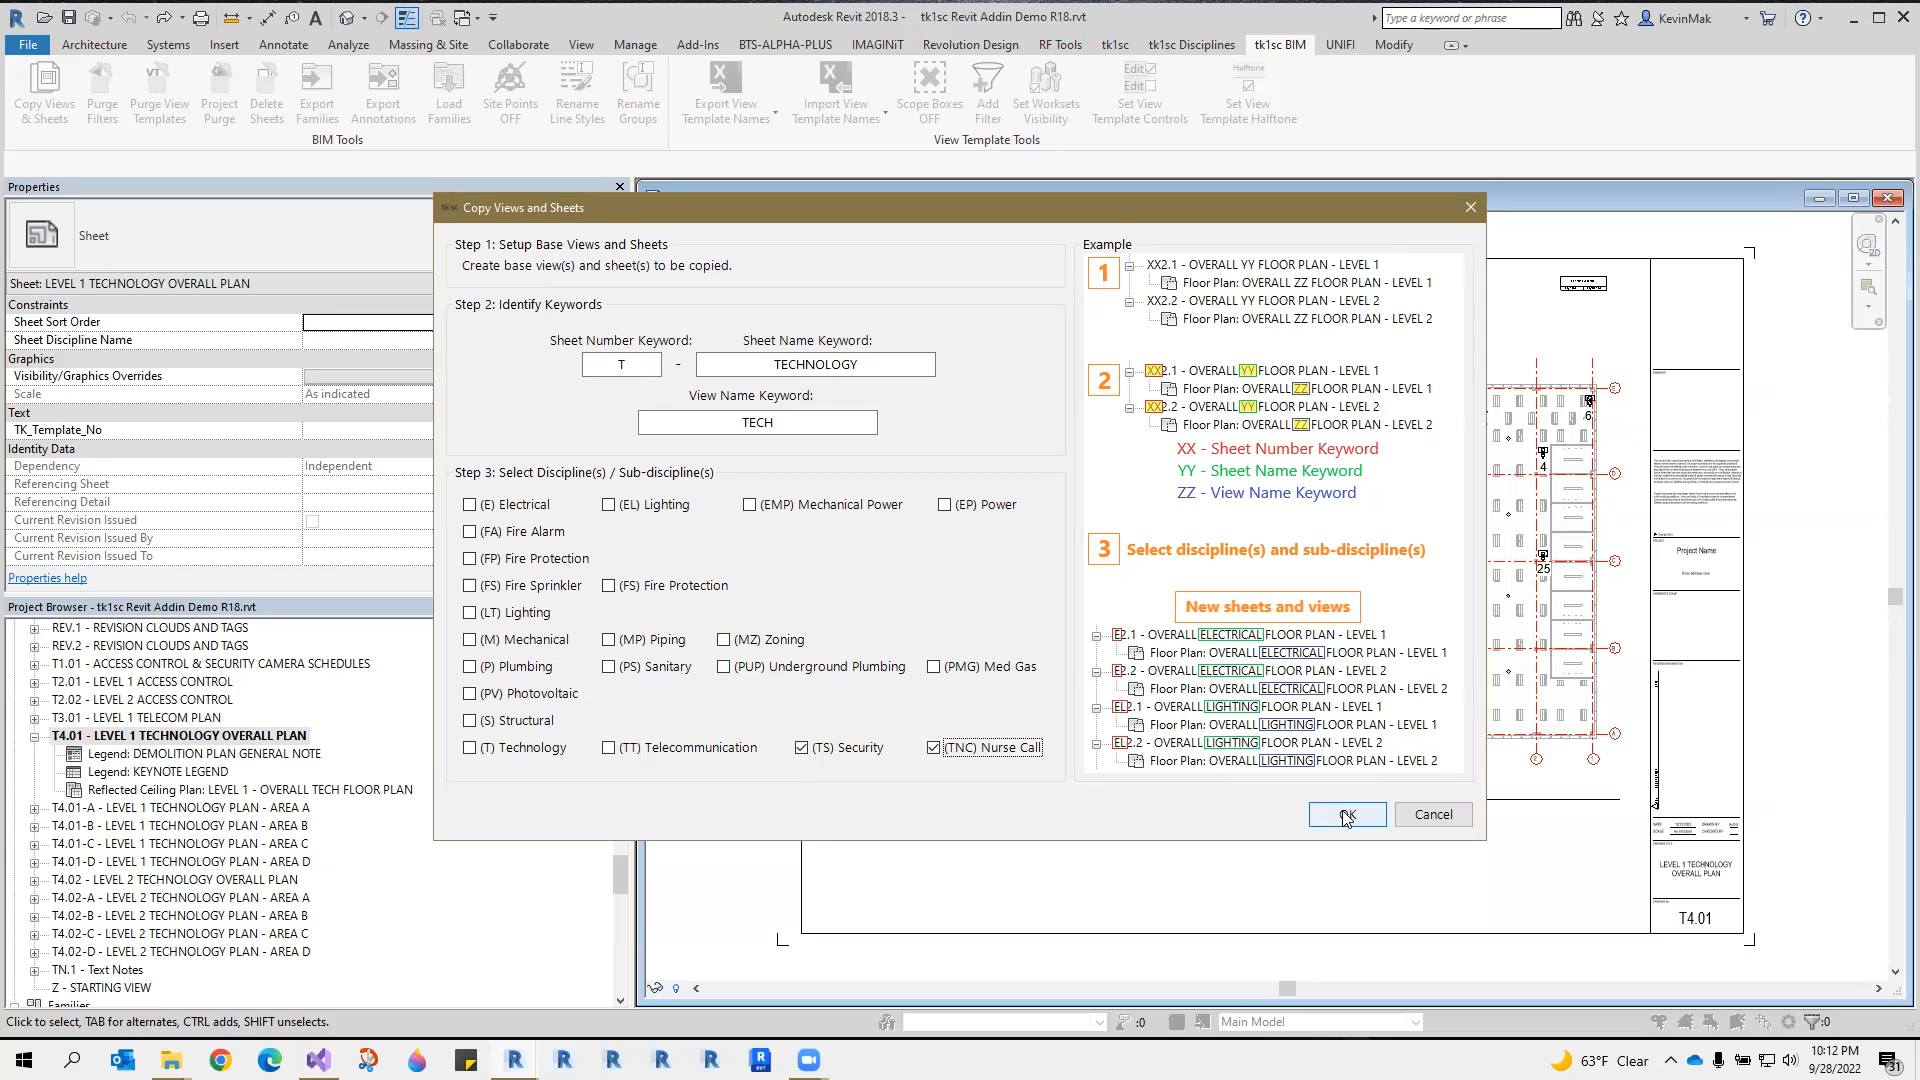 Autodesk Revit 2018.3 - tk1sc Revit Addin Demo R18.rvt
Type a keyword or phrase
KevinMak
File Architecture Systems Insert Annotate Analyze Massing & Site Collaborate View Manage Add-Ins BTS-ALPHA-PLUS IMAGINiT Revolution Design RF Tools tk1sc tk1sc Disciplines tk1sc BIM UNIFI Modify
Copy Views & Sheets
Purge Filters
Purge View Templates
Project Purge
Delete Sheets
Export Families
Export Annotations
Load Families
Site Points OFF
Rename Line Styles
Rename Groups
Export View Template Names
Import View Template Names
Scope Boxes OFF
Add Filter
Set Worksets Visibility
Edit
Edit
Set View Template Controls
Halftone
Set View Template Halftone
BIM Tools
View Template Tools
Properties
Sheet
Sheet: LEVEL 1 TECHNOLOGY OVERALL PLAN
Constraints
Sheet Sort Order
Sheet Discipline Name
Graphics
Visibility/Graphics Overrides
Scale As indicated
Text
TK_Template_No
Identity Data
Dependency Independent
Referencing Sheet
Referencing Detail
Current Revision Issued
Current Revision Issued By
Current Revision Issued To
Properties help
Project Browser - tk1sc Revit Addin Demo R18.rvt
REV.1 - REVISION CLOUDS AND TAGS
REV.2 - REVISION CLOUDS AND TAGS
T1.01 - ACCESS CONTROL & SECURITY CAMERA SCHEDULES
T2.01 - LEVEL 1 ACCESS CONTROL
T2.02 - LEVEL 2 ACCESS CONTROL
T3.01 - LEVEL 1 TELECOM PLAN
T4.01 - LEVEL 1 TECHNOLOGY OVERALL PLAN
Legend: DEMOLITION PLAN GENERAL NOTE
Legend: KEYNOTE LEGEND
Reflected Ceiling Plan: LEVEL 1 - OVERALL TECH FLOOR PLAN
T4.01-A - LEVEL 1 TECHNOLOGY PLAN - AREA A
T4.01-B - LEVEL 1 TECHNOLOGY PLAN - AREA B
T4.01-C - LEVEL 1 TECHNOLOGY PLAN - AREA C
T4.01-D - LEVEL 1 TECHNOLOGY PLAN - AREA D
T4.02 - LEVEL 2 TECHNOLOGY OVERALL PLAN
T4.02-A - LEVEL 2 TECHNOLOGY PLAN - AREA A
T4.02-B - LEVEL 2 TECHNOLOGY PLAN - AREA B
T4.02-C - LEVEL 2 TECHNOLOGY PLAN - AREA C
T4.02-D - LEVEL 2 TECHNOLOGY PLAN - AREA D
TN.1 - Text Notes
Z - STARTING VIEW
Families
tk1sc Copy Views and Sheets
Step 1: Setup Base Views and Sheets
Create base view(s) and sheet(s) to be copied.
Step 2: Identify Keywords
Sheet Number Keyword: Sheet Name Keyword:
T - TECHNOLOGY
View Name Keyword:
TECH
Step 3: Select Discipline(s) / Sub-discipline(s)
(E) Electrical (EL) Lighting (EMP) Mechanical Power (EP) Power
(FA) Fire Alarm
(FP) Fire Protection
(FS) Fire Sprinkler (FS) Fire Protection
(LT) Lighting
(M) Mechanical (MP) Piping (MZ) Zoning
(P) Plumbing (PS) Sanitary (PUP) Underground Plumbing (PMG) Med Gas
(PV) Photovoltaic
(S) Structural
(T) Technology (TT) Telecommunication (TS) Security (TNC) Nurse Call
Example
1
XX2.1 - OVERALL YY FLOOR PLAN - LEVEL 1
Floor Plan: OVERALL ZZ FLOOR PLAN - LEVEL 1
XX2.2 - OVERALL YY FLOOR PLAN - LEVEL 2
Floor Plan: OVERALL ZZ FLOOR PLAN - LEVEL 2
2
XX2.1 - OVERALL YY FLOOR PLAN - LEVEL 1
Floor Plan: OVERALL ZZ FLOOR PLAN - LEVEL 1
XX2.2 - OVERALL YY FLOOR PLAN - LEVEL 2
Floor Plan: OVERALL ZZ FLOOR PLAN - LEVEL 2
XX - Sheet Number Keyword
YY - Sheet Name Keyword
ZZ - View Name Keyword
3 Select discipline(s) and sub-discipline(s)
New sheets and views
E2.1 - OVERALL ELECTRICAL FLOOR PLAN - LEVEL 1
Floor Plan: OVERALL ELECTRICAL FLOOR PLAN - LEVEL 1
E2.2 - OVERALL ELECTRICAL FLOOR PLAN - LEVEL 2
Floor Plan: OVERALL ELECTRICAL FLOOR PLAN - LEVEL 2
EL2.1 - OVERALL LIGHTING FLOOR PLAN - LEVEL 1
Floor Plan: OVERALL LIGHTING FLOOR PLAN - LEVEL 1
EL2.2 - OVERALL LIGHTING FLOOR PLAN - LEVEL 2
Floor Plan: OVERALL LIGHTING FLOOR PLAN - LEVEL 2
OK Cancel
2D
6
4
25
E
D
C
B
A
2
1
Project Name
LEVEL 1 TECHNOLOGY
OVERALL PLAN
T4.01
Click to select, TAB for alternates, CTRL adds, SHIFT unselects.
:0
Main Model
:0
63°F Clear
10:12 PM
9/28/2022
31